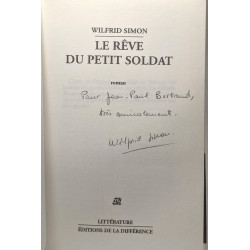 WILFRID SIMON
LE RÊVE
DU PETIT SOLDAT
roman
Pour Jean-Paul Bertrand,
très amicalement.
Wilfrid Simon
LITTÉRATURE
ÉDITIONS DE LA DIFFÉRENCE